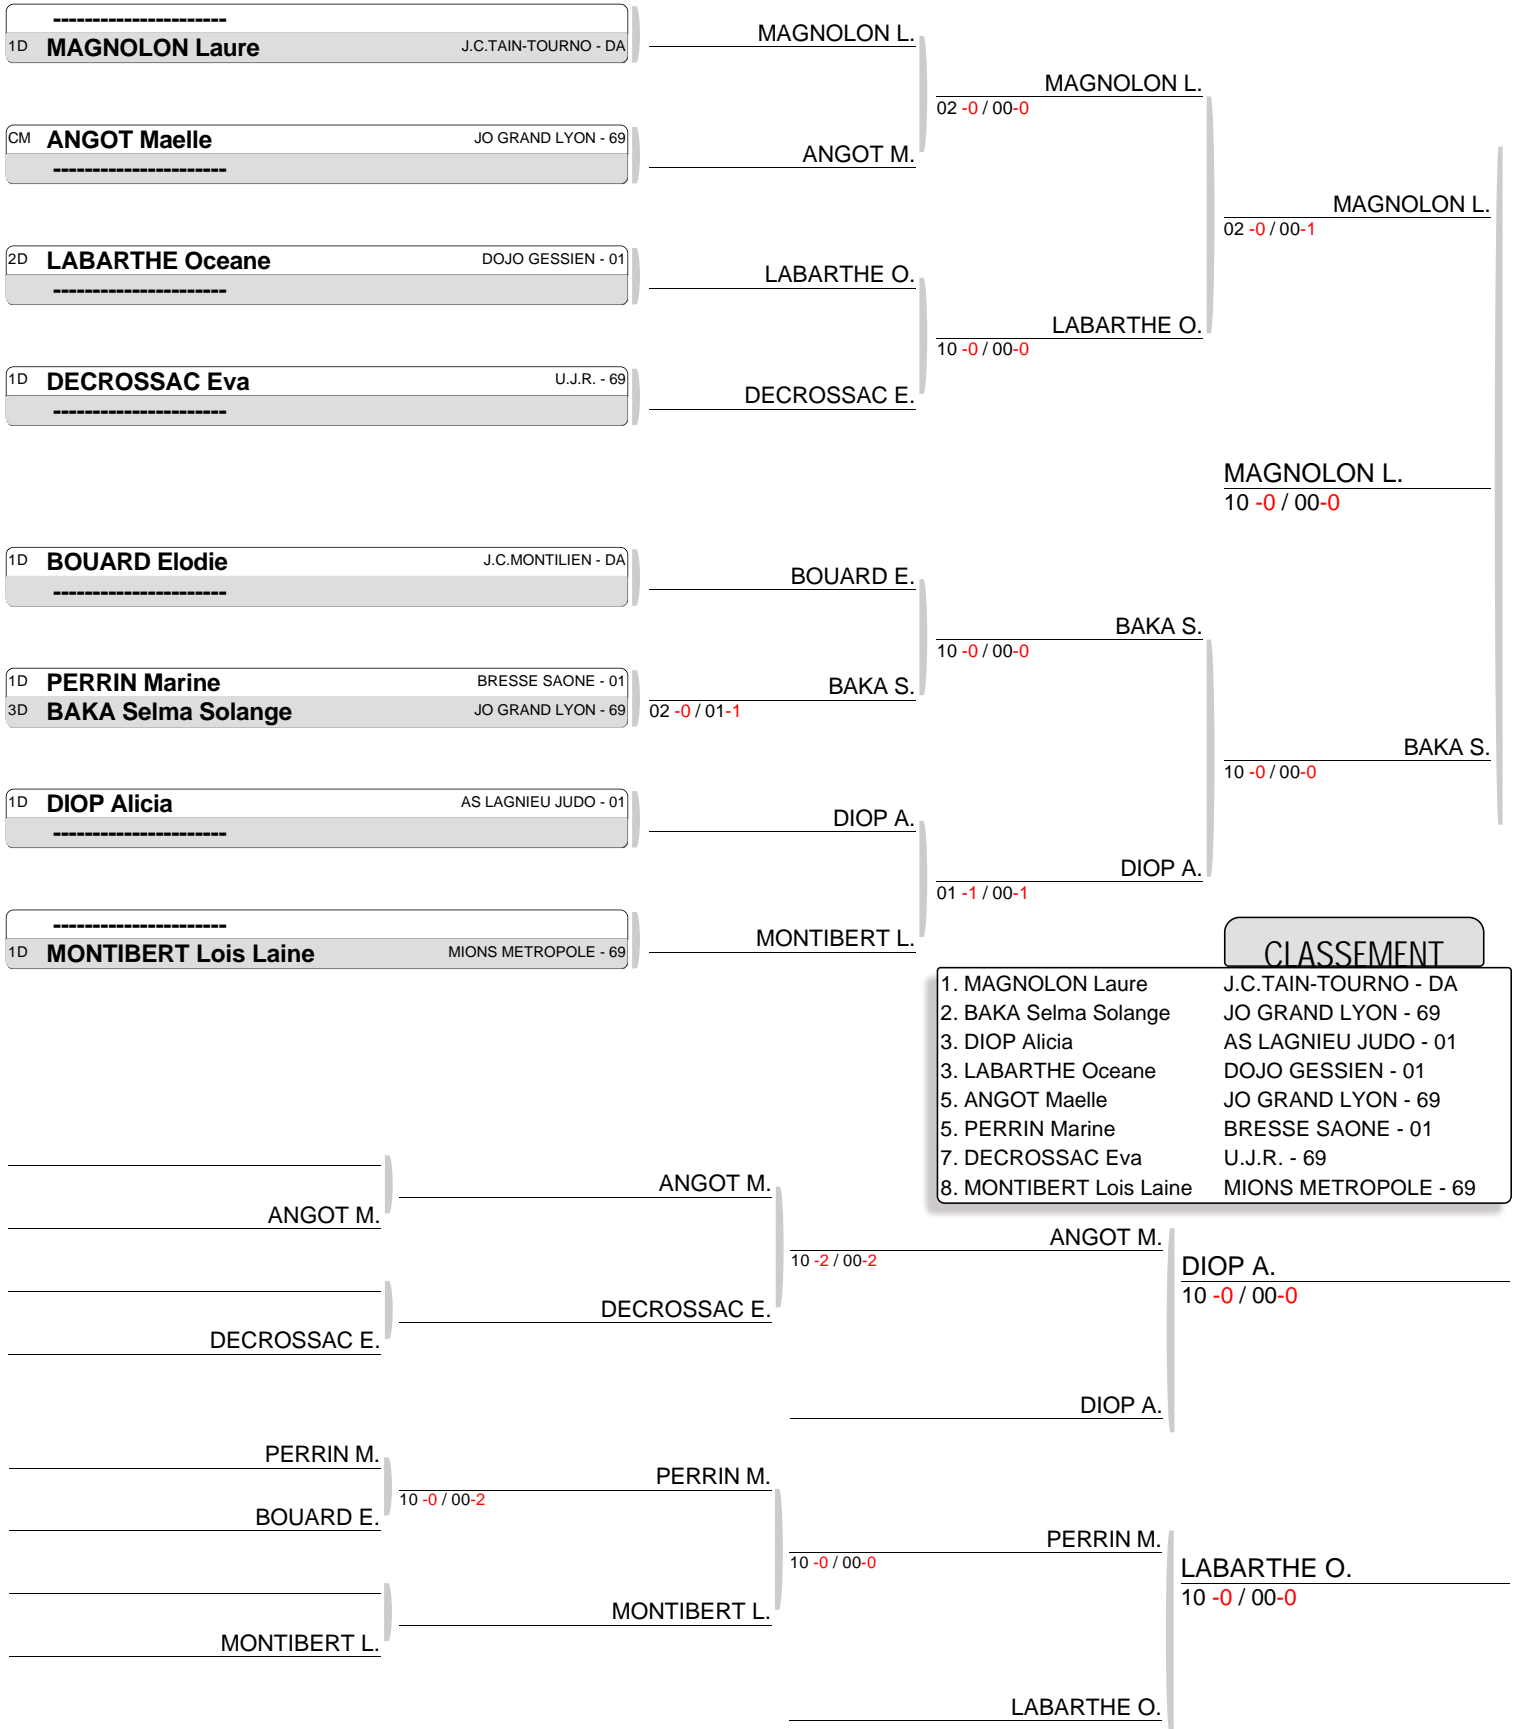 ----------------------
1D MAGNOLON Laure J.C.TAIN-TOURNO - DA
CM ANGOT Maelle JO GRAND LYON - 69
----------------------
2D LABARTHE Oceane DOJO GESSIEN - 01
----------------------
1D DECROSSAC Eva U.J.R. - 69
----------------------
1D BOUARD Elodie J.C.MONTILIEN - DA
----------------------
1D PERRIN Marine BRESSE SAONE - 01
3D BAKA Selma Solange JO GRAND LYON - 69
1D DIOP Alicia AS LAGNIEU JUDO - 01
----------------------
----------------------
1D MONTIBERT Lois Laine MIONS METROPOLE - 69
MAGNOLON L.
ANGOT M.
LABARTHE O.
DECROSSAC E.
BOUARD E.
BAKA S.
02 -0 / 01-1
DIOP A.
MONTIBERT L.
MAGNOLON L.
02 -0 / 00-0
LABARTHE O.
10 -0 / 00-0
BAKA S.
10 -0 / 00-0
DIOP A.
01 -1 / 00-1
MAGNOLON L.
02 -0 / 00-1
BAKA S.
10 -0 / 00-0
MAGNOLON L.
10 -0 / 00-0
CLASSEMENT
1. MAGNOLON Laure J.C.TAIN-TOURNO - DA
2. BAKA Selma Solange JO GRAND LYON - 69
3. DIOP Alicia AS LAGNIEU JUDO - 01
3. LABARTHE Oceane DOJO GESSIEN - 01
5. ANGOT Maelle JO GRAND LYON - 69
5. PERRIN Marine BRESSE SAONE - 01
7. DECROSSAC Eva U.J.R. - 69
8. MONTIBERT Lois Laine MIONS METROPOLE - 69
ANGOT M.
DECROSSAC E.
PERRIN M.
BOUARD E.
MONTIBERT L.
ANGOT M.
DECROSSAC E.
PERRIN M.
10 -0 / 00-2
MONTIBERT L.
ANGOT M.
10 -2 / 00-2
DIOP A.
PERRIN M.
10 -0 / 00-0
LABARTHE O.
DIOP A.
10 -0 / 00-0
LABARTHE O.
10 -0 / 00-0